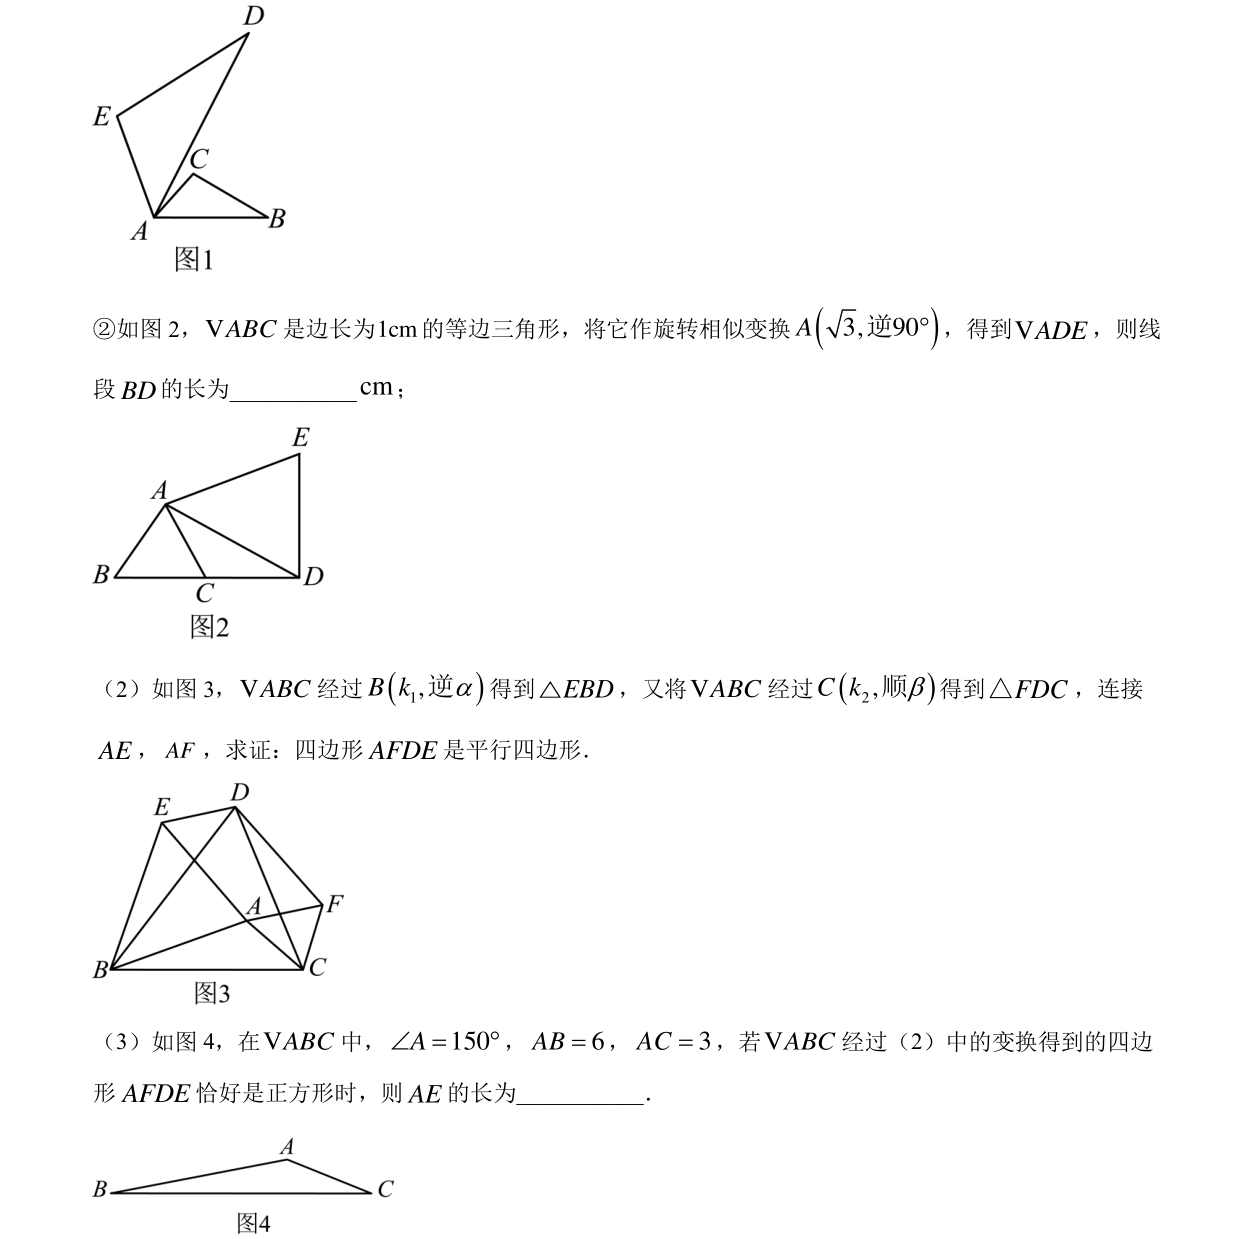 D
E
C
A
B
图1
②如图 2，VABC 是边长为1cm 的等边三角形，将它作旋转相似变换 A(√3,逆90°)，得到VADE，则线
段 BD 的长为___________cm；
E
A
B
C
D
图2
（2）如图 3，VABC 经过 B(k₁,逆α) 得到△EBD，又将VABC 经过 C(k₂,顺β) 得到△FDC，连接
AE，AF，求证：四边形 AFDE 是平行四边形．
D
E
A
F
B
C
图3
（3）如图 4，在VABC 中，∠A=150°，AB=6，AC=3，若VABC 经过（2）中的变换得到的四边
形 AFDE 恰好是正方形时，则 AE 的长为___________．
A
B
C
图4